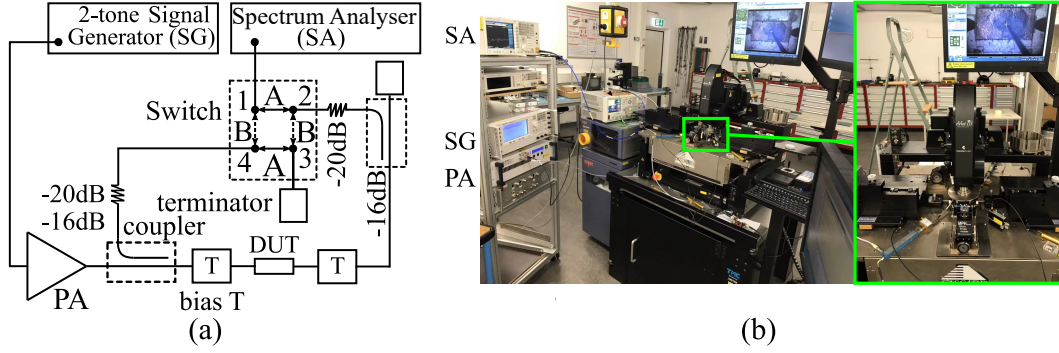 (a)
2-tone Signal
Generator (SG)
Spectrum Analyser
(SA)
Switch
1 A 2
B B
4 A 3
-20dB
-16dB
-20dB
-16dB
terminator
coupler
DUT
T
T
PA
bias T
(a)
SA
SG
PA
TMC
(b)